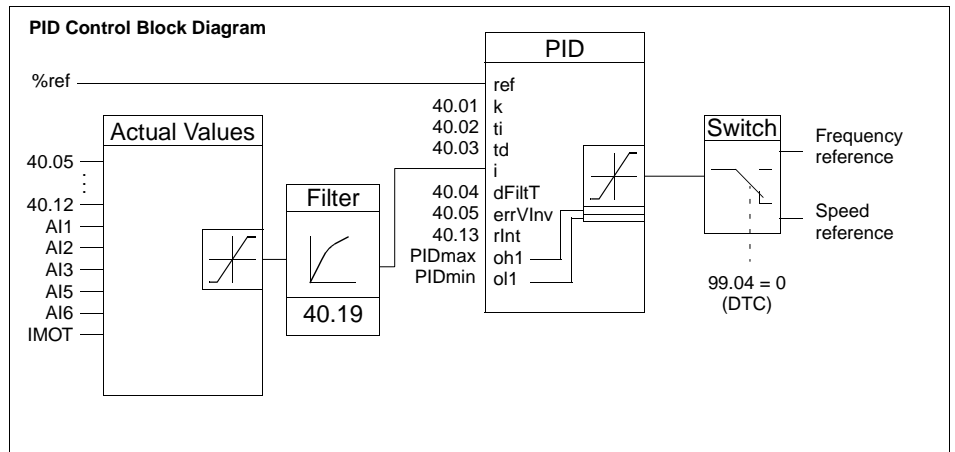 PID Control Block Diagram
%ref
Actual Values
40.05
40.12
AI1
AI2
AI3
AI5
AI6
IMOT
Filter
40.19
PID
ref
40.01 k
40.02 ti
40.03 td
i
40.04 dFiltT
40.05 errVInv
40.13 rInt
PIDmax oh1
PIDmin ol1
Switch
Frequency
reference
Speed
reference
99.04 = 0
(DTC)